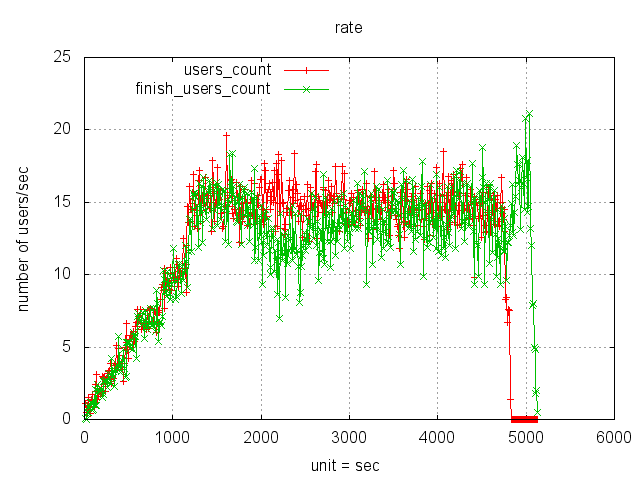 rate
25
20
15
10
5
0
users_count
finish_users_count
number of users/sec
0 1000 2000 3000 4000 5000 6000
unit = sec